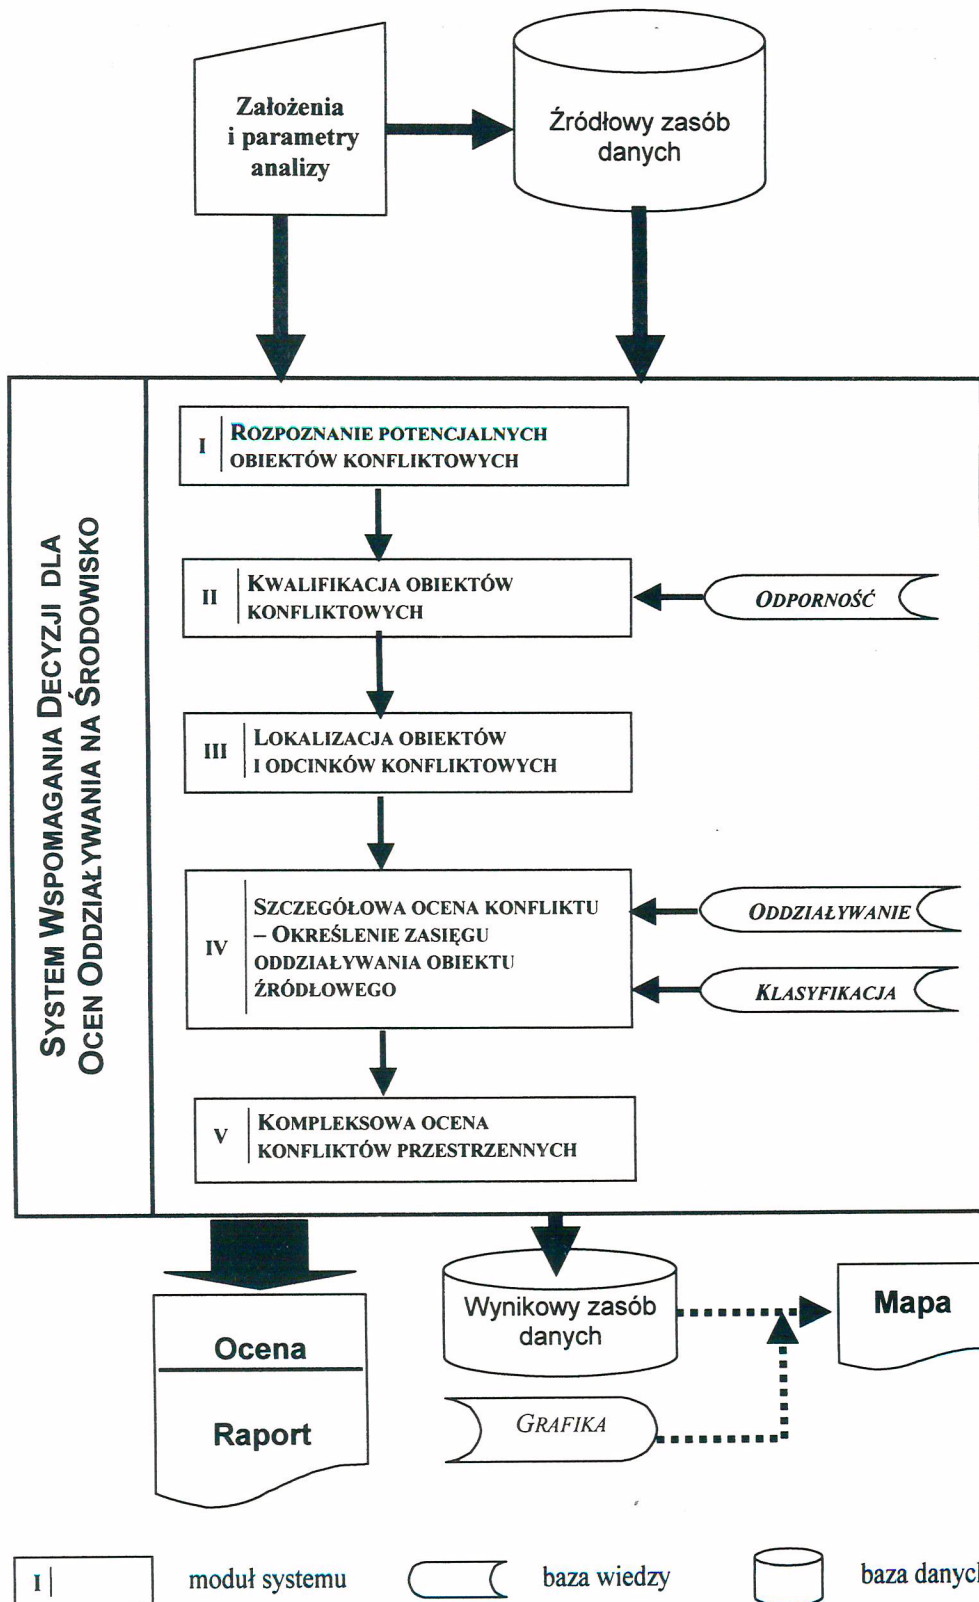 Założenia
i parametry
analizy
Źródłowy zasób
danych
SYSTEM WSPOMAGANIA DECYZJI DLA
OCEN ODDZIAŁYWANIA NA ŚRODOWISKO
I ROZPOZNANIE POTENCJALNYCH
OBIEKTÓW KONFLIKTOWYCH
II KWALIFIKACJA OBIEKTÓW
KONFLIKTOWYCH
ODPORNOŚĆ
III LOKALIZACJA OBIEKTÓW
I ODCINKÓW KONFLIKTOWYCH
IV SZCZEGÓŁOWA OCENA KONFLIKTU
– OKREŚLENIE ZASIĘGU
ODDZIAŁYWANIA OBIEKTU
ŹRÓDŁOWEGO
ODDZIAŁYWANIE
KLASYFIKACJA
V KOMPLEKSOWA OCENA
KONFLIKTÓW PRZESTRZENNYCH
Ocena
Raport
Wynikowy zasób
danych
GRAFIKA
Mapa
I moduł systemu
baza wiedzy
baza danych